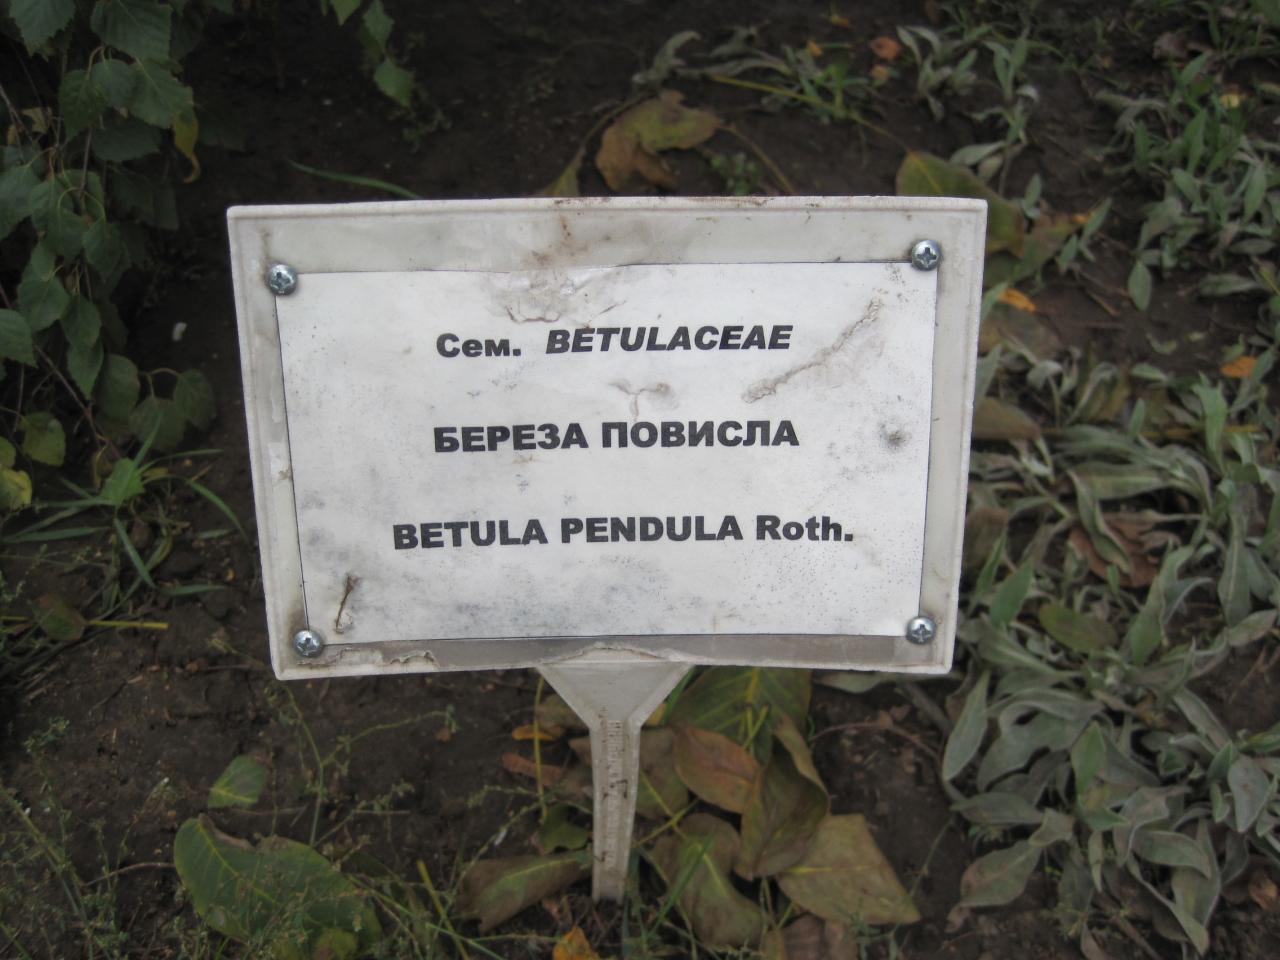 Сем. BETULACEAE
БЕРЕЗА ПОВИСЛА
BETULA PENDULA Roth.